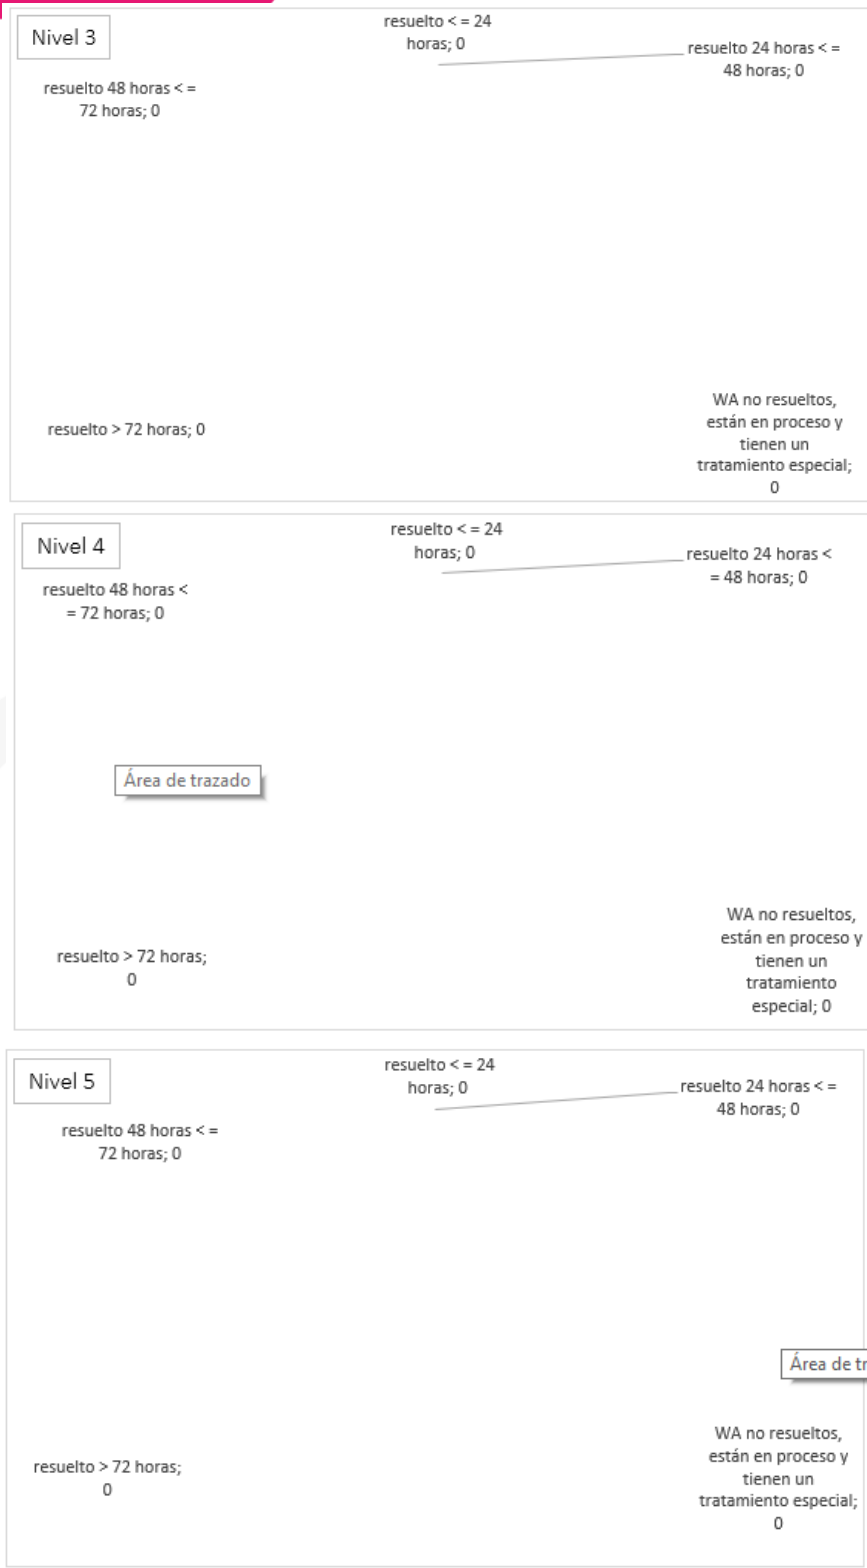 Nivel 3
resuelto < = 24
horas; 0
resuelto 24 horas < =
48 horas; 0
resuelto 48 horas < =
72 horas; 0
resuelto > 72 horas; 0
WA no resueltos,
están en proceso y
tienen un
tratamiento especial;
0
Nivel 4
resuelto < = 24
horas; 0
resuelto 24 horas <
= 48 horas; 0
resuelto 48 horas <
= 72 horas; 0
Área de trazado
resuelto > 72 horas;
0
WA no resueltos,
están en proceso y
tienen un
tratamiento
especial; 0
Nivel 5
resuelto < = 24
horas; 0
resuelto 24 horas < =
48 horas; 0
resuelto 48 horas < =
72 horas; 0
Área de tr
resuelto > 72 horas;
0
WA no resueltos,
están en proceso y
tienen un
tratamiento especial;
0